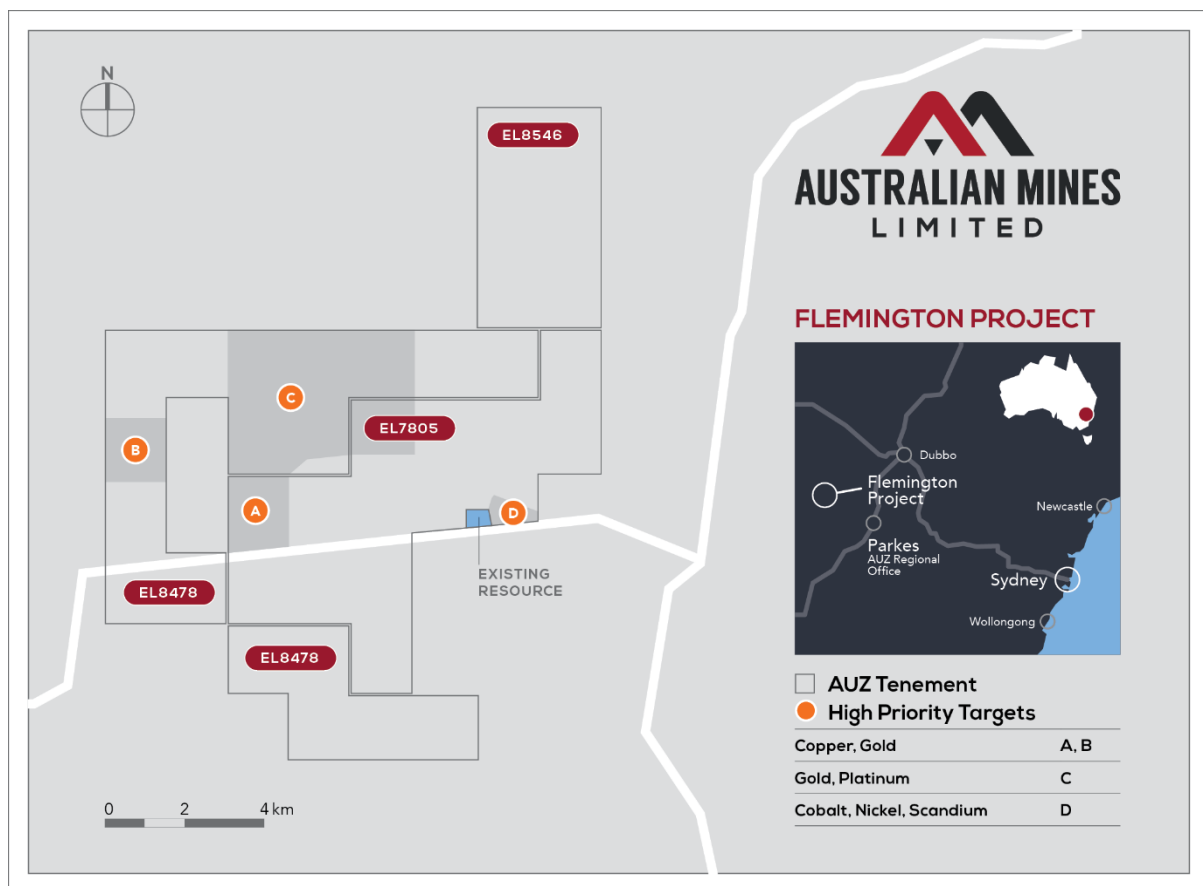 N
EL8546
AUSTRALIAN MINES
LIMITED
FLEMINGTON PROJECT
C
EL7805
B
A
D
EXISTING
RESOURCE
EL8478
EL8478
0 2 4 km
Dubbo
Flemington
Project
Newcastle
Parkes
AUZ Regional
Office
Sydney
Wollongong
AUZ Tenement
High Priority Targets
Copper, Gold A, B
Gold, Platinum C
Cobalt, Nickel, Scandium D